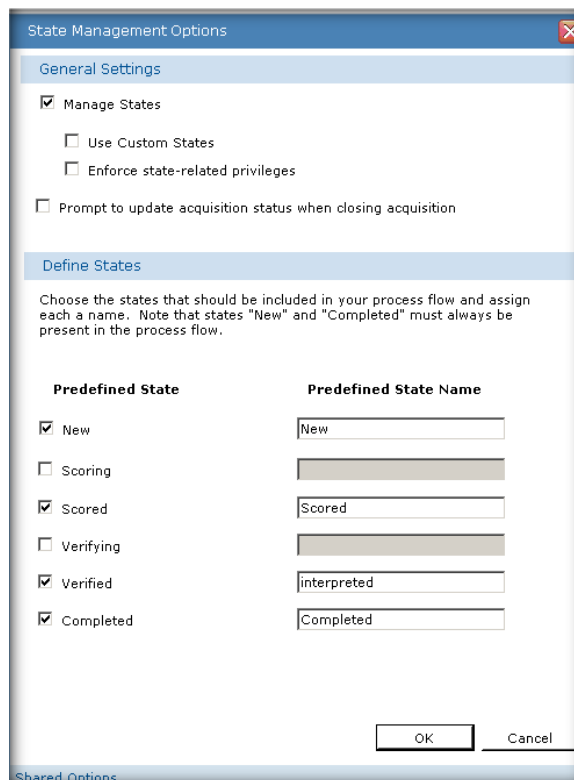 State Management Options
General Settings
Manage States
Use Custom States
Enforce state-related privileges
Prompt to update acquisition status when closing acquisition
Define States
Choose the states that should be included in your process flow and assign
each a name. Note that states "New" and "Completed" must always be
present in the process flow.
Predefined State Predefined State Name
New New
Scoring
Scored Scored
Verifying
Verified interpreted
Completed Completed
OK Cancel
Shared Options